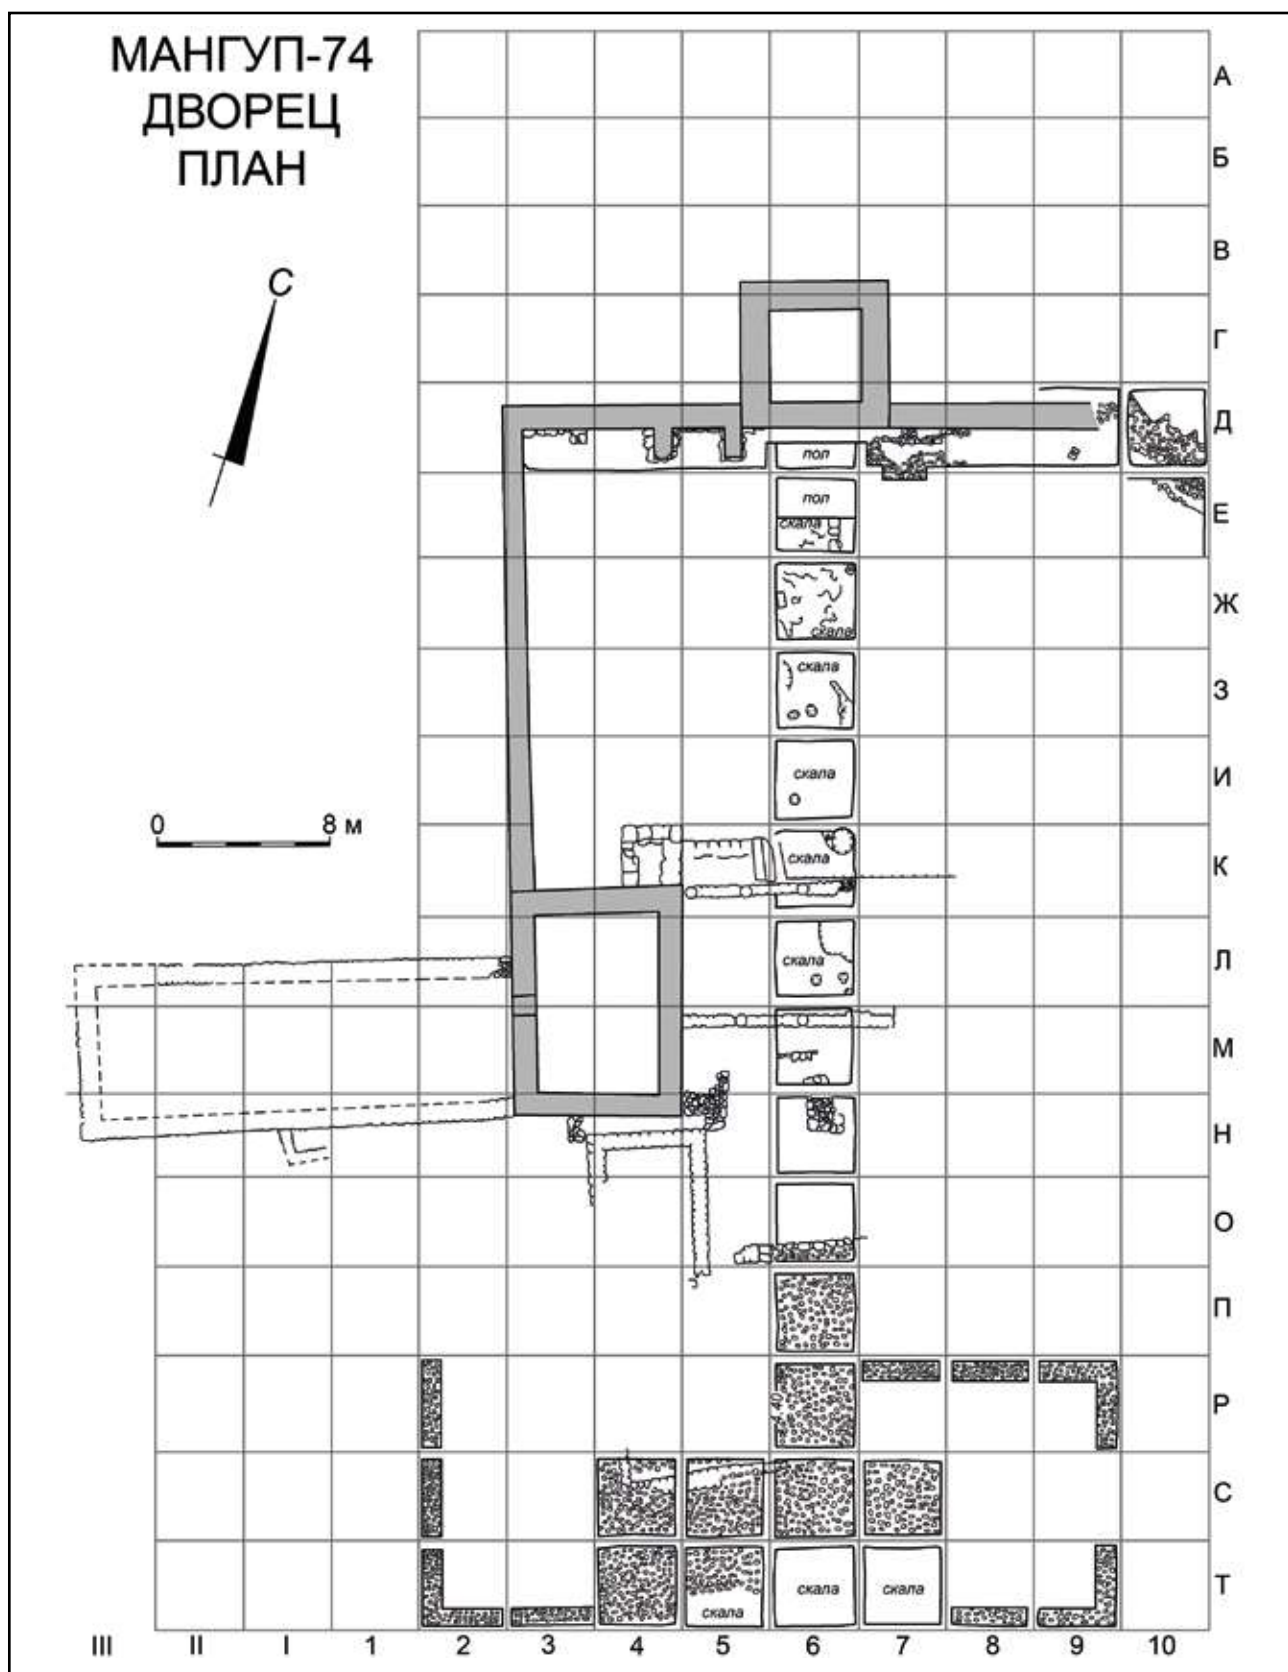 МАНГУП-74
ДВОРЕЦ
ПЛАН
А
Б
В
С
Г
Д
пол
пол
Е
скала
Ж
скала
скала
З
скала
И
0 8 м
скала
К
скала
Л
М
Н
О
П
Р
С
Т
скала
скала
скала
III II I 1 2 3 4 5 6 7 8 9 10